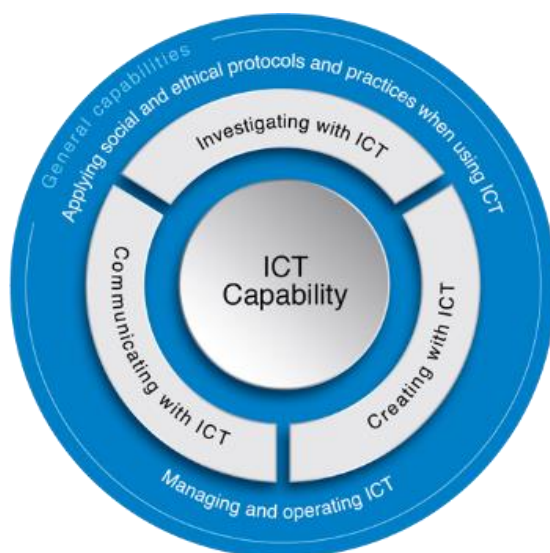 General capabilities
Applying social and ethical protocols and practices when using ICT
Investigating with ICT
ICT
Capability
Communicating with ICT
Creating with ICT
Managing and operating ICT